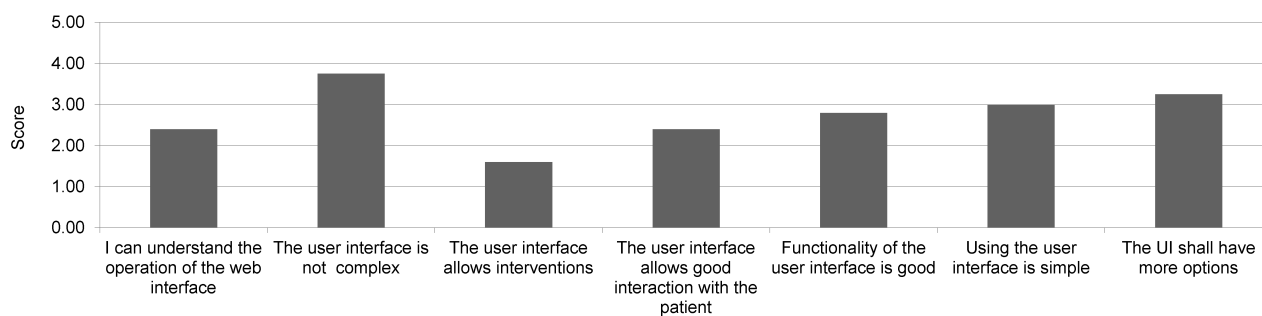 5.00
4.00
3.00
2.00
1.00
0.00
Score
I can understand the
operation of the web
interface
The user interface is
not complex
The user interface
allows interventions
The user interface
allows good
interaction with the
patient
Functionality of the
user interface is good
Using the user
interface is simple
The UI shall have
more options